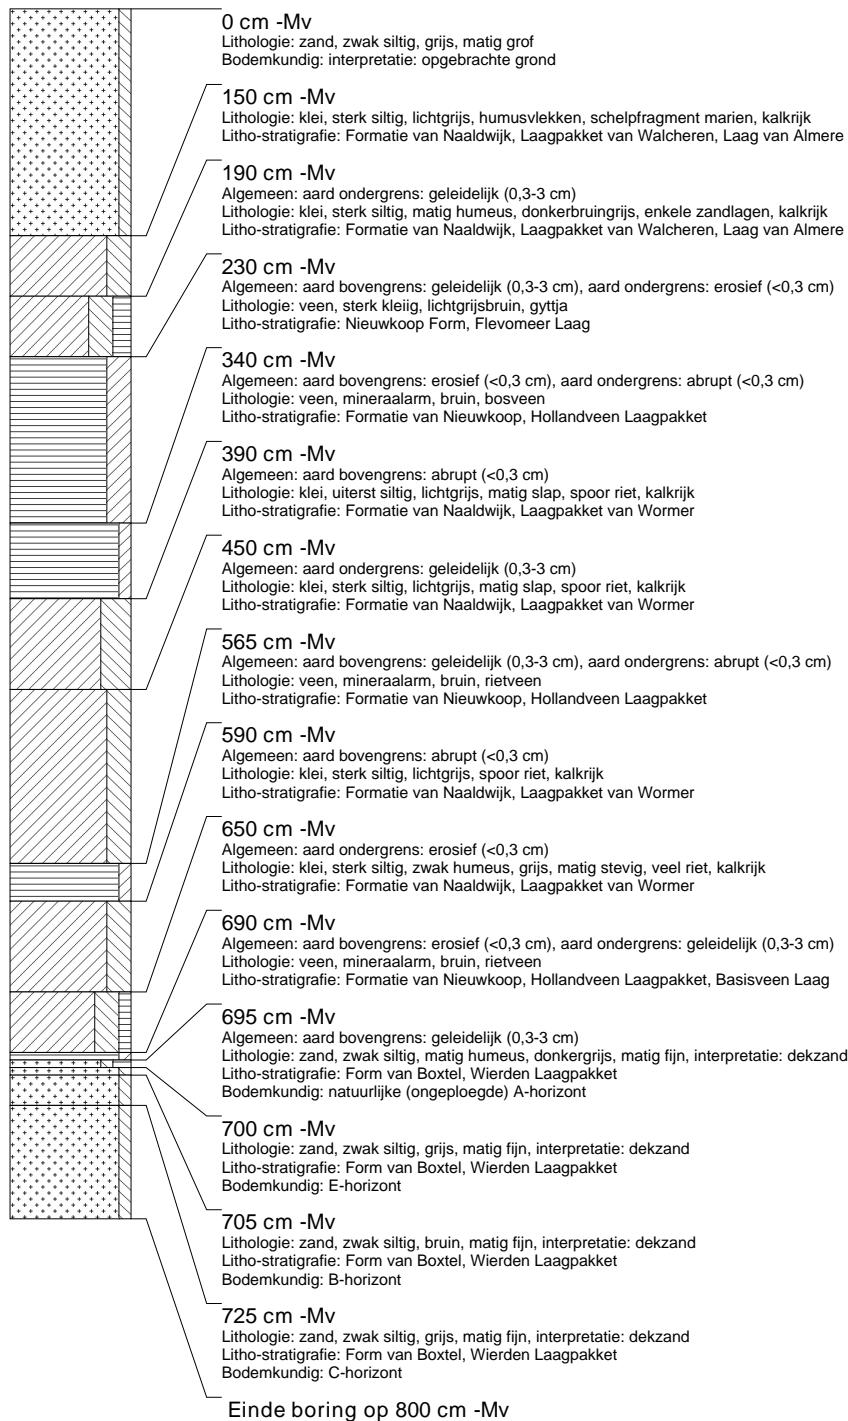 0 cm -Mv
Lithologie: zand, zwak siltig, grijs, matig grof
Bodemkundig: interpretatie: opgebrachte grond
150 cm -Mv
Lithologie: klei, sterk siltig, lichtgrijs, humusvlekken, schelpfragment marien, kalkrijk
Litho-stratigrafie: Formatie van Naaldwijk, Laagpakket van Walcheren, Laag van Almere
190 cm -Mv
Algemeen: aard ondergrens: geleidelijk (0,3-3 cm)
Lithologie: klei, sterk siltig, matig humeus, donkerbruingrijs, enkele zandlagen, kalkrijk
Litho-stratigrafie: Formatie van Naaldwijk, Laagpakket van Walcheren, Laag van Almere
230 cm -Mv
Algemeen: aard bovengrens: geleidelijk (0,3-3 cm), aard ondergrens: erosief (<0,3 cm)
Lithologie: veen, sterk kleiig, lichtgrijsbruin, gyttja
Litho-stratigrafie: Nieuwkoop Form, Flevomeer Laag
340 cm -Mv
Algemeen: aard bovengrens: erosief (<0,3 cm), aard ondergrens: abrupt (<0,3 cm)
Lithologie: veen, mineraalarm, bruin, bosveen
Litho-stratigrafie: Formatie van Nieuwkoop, Hollandveen Laagpakket
390 cm -Mv
Algemeen: aard bovengrens: abrupt (<0,3 cm)
Lithologie: klei, uiterst siltig, lichtgrijs, matig slap, spoor riet, kalkrijk
Litho-stratigrafie: Formatie van Naaldwijk, Laagpakket van Wormer
450 cm -Mv
Algemeen: aard ondergrens: geleidelijk (0,3-3 cm)
Lithologie: klei, sterk siltig, lichtgrijs, matig slap, spoor riet, kalkrijk
Litho-stratigrafie: Formatie van Naaldwijk, Laagpakket van Wormer
565 cm -Mv
Algemeen: aard bovengrens: geleidelijk (0,3-3 cm), aard ondergrens: abrupt (<0,3 cm)
Lithologie: veen, mineraalarm, bruin, rietveen
Litho-stratigrafie: Formatie van Nieuwkoop, Hollandveen Laagpakket
590 cm -Mv
Algemeen: aard bovengrens: abrupt (<0,3 cm)
Lithologie: klei, sterk siltig, lichtgrijs, spoor riet, kalkrijk
Litho-stratigrafie: Formatie van Naaldwijk, Laagpakket van Wormer
650 cm -Mv
Algemeen: aard ondergrens: erosief (<0,3 cm)
Lithologie: klei, sterk siltig, zwak humeus, grijs, matig stevig, veel riet, kalkrijk
Litho-stratigrafie: Formatie van Naaldwijk, Laagpakket van Wormer
690 cm -Mv
Algemeen: aard bovengrens: erosief (<0,3 cm), aard ondergrens: geleidelijk (0,3-3 cm)
Lithologie: veen, mineraalarm, bruin, rietveen
Litho-stratigrafie: Formatie van Nieuwkoop, Hollandveen Laagpakket, Basisveen Laag
695 cm -Mv
Algemeen: aard bovengrens: geleidelijk (0,3-3 cm)
Lithologie: zand, zwak siltig, matig humeus, donkergrijs, matig fijn, interpretatie: dekzand
Litho-stratigrafie: Form van Boxtel, Wierden Laagpakket
Bodemkundig: natuurlijke (ongeploegde) A-horizont
700 cm -Mv
Lithologie: zand, zwak siltig, grijs, matig fijn, interpretatie: dekzand
Litho-stratigrafie: Form van Boxtel, Wierden Laagpakket
Bodemkundig: E-horizont
705 cm -Mv
Lithologie: zand, zwak siltig, bruin, matig fijn, interpretatie: dekzand
Litho-stratigrafie: Form van Boxtel, Wierden Laagpakket
Bodemkundig: B-horizont
725 cm -Mv
Lithologie: zand, zwak siltig, grijs, matig fijn, interpretatie: dekzand
Litho-stratigrafie: Form van Boxtel, Wierden Laagpakket
Bodemkundig: C-horizont
Einde boring op 800 cm -Mv